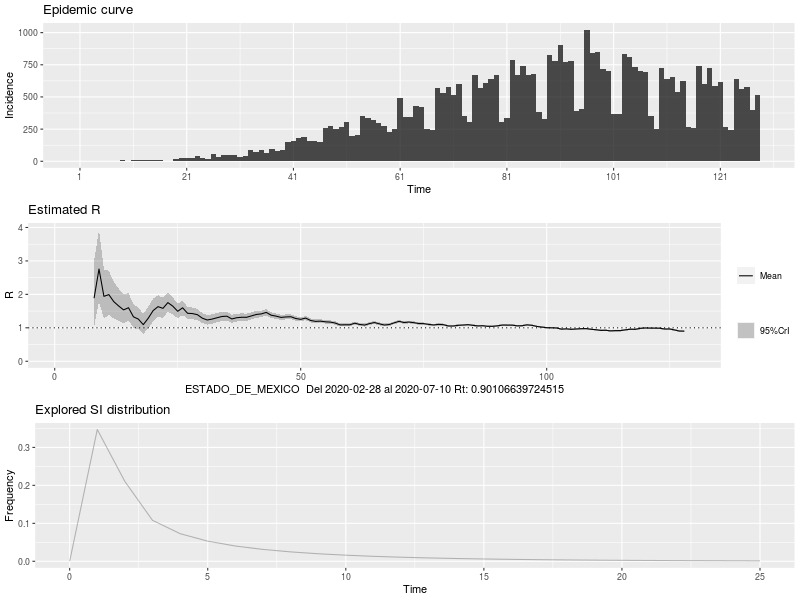 Epidemic curve
1000
750
500
250
0
Incidence
1 21 41 61 81 101 121
Time
Estimated R
4
3
2
1
0
R
Mean
95%CrI
0 50 100
ESTADO_DE_MEXICO Del 2020-02-28 al 2020-07-10 Rt: 0.90106639724515
Explored SI distribution
0.3
0.2
0.1
0.0
Frequency
0 5 10 15 20 25
Time